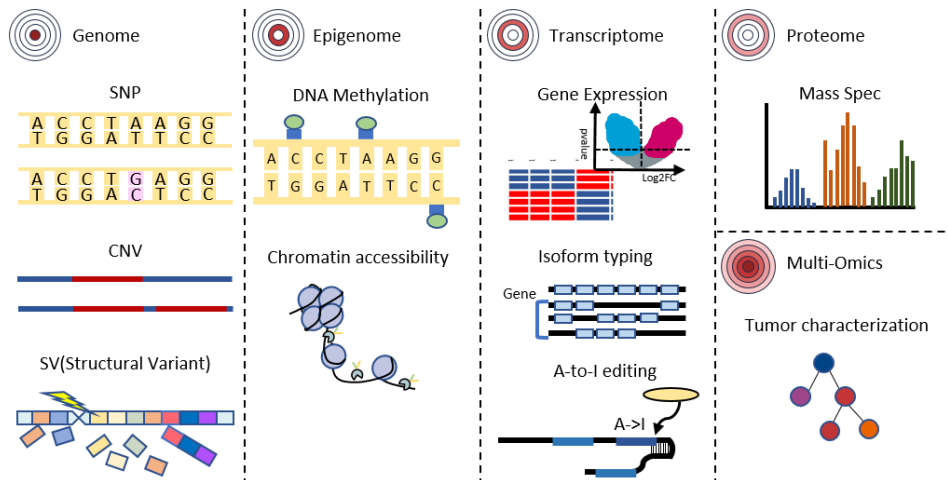 Genome
SNP
A C C T A A G G
T G G A T T C C
A C C T G A G G
T G G A C T C C
CNV
SV(Structural Variant)
Epigenome
DNA Methylation
A C C T A A G G
T G G A T T C C
Chromatin accessibility
Transcriptome
Gene Expression
pvalue
Log2FC
Isoform typing
Gene
A-to-I editing
A->I
Proteome
Mass Spec
Multi-Omics
Tumor characterization